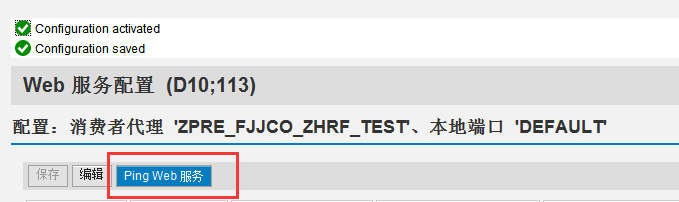 Configuration activated
Configuration saved
Web 服务配置 (D10;113)
配置：消费者代理 'ZPRE_FJJCO_ZHRF_TEST'、本地端口 'DEFAULT'
保存 编辑 Ping Web 服务